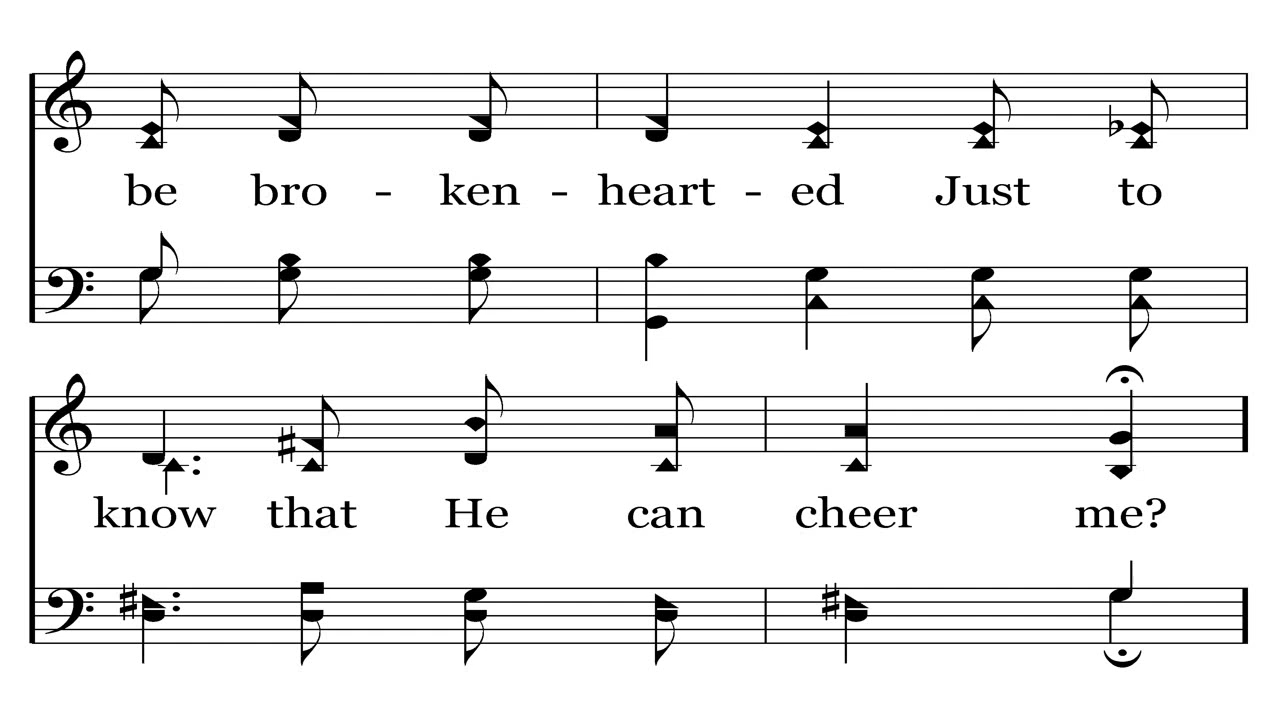 be bro - ken - heart - ed Just to
know that He can cheer me?